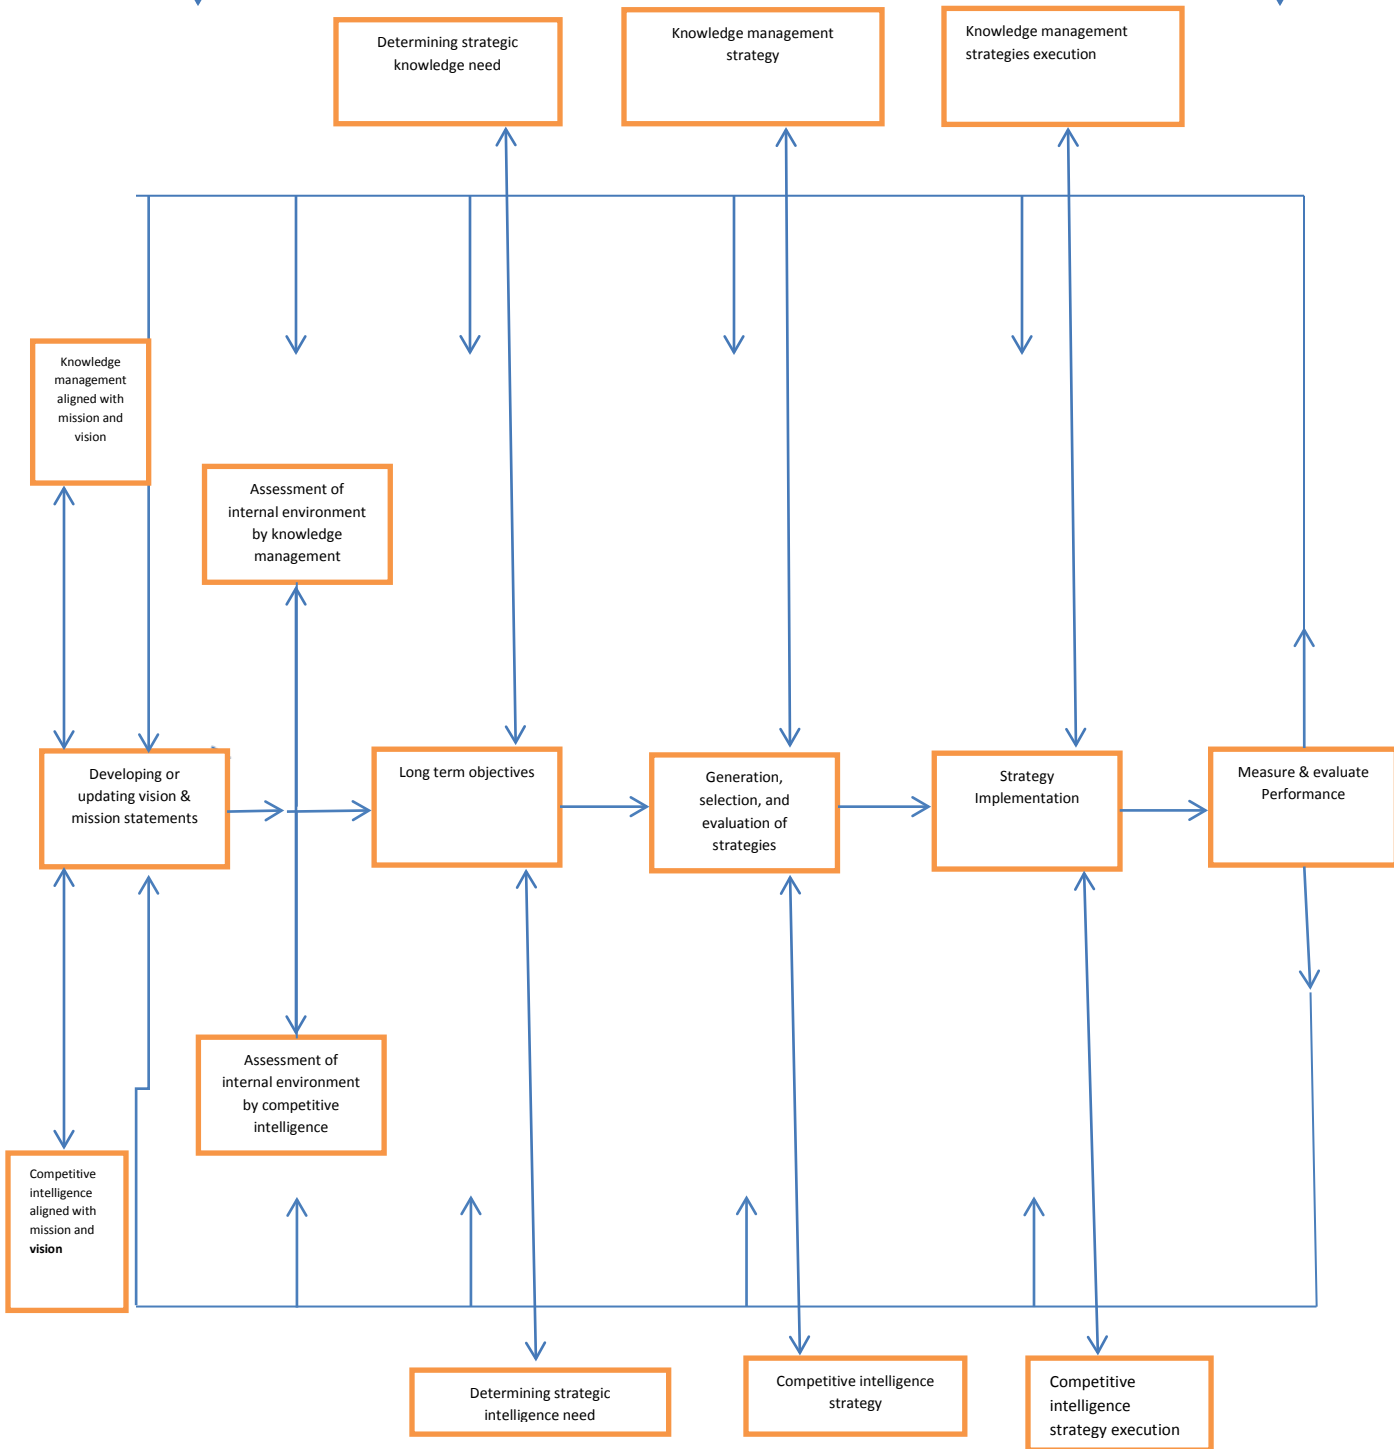 Determining strategic
knowledge need
Knowledge management
strategy
Knowledge management
strategies execution
Knowledge
management
aligned with
mission and
vision
Assessment of
internal environment
by knowledge
management
Developing or
updating vision &
mission statements
Long term objectives
Generation,
selection, and
evaluation of
strategies
Strategy
Implementation
Measure & evaluate
Performance
Assessment of
internal environment
by competitive
intelligence
Competitive
intelligence
aligned with
mission and
vision
Determining strategic
intelligence need
Competitive intelligence
strategy
Competitive
intelligence
strategy execution